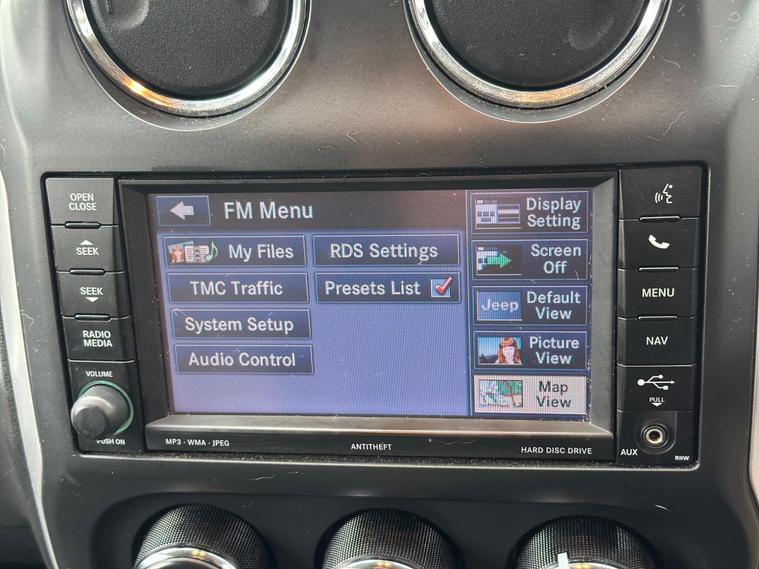 OPEN
CLOSE
SEEK
SEEK
RADIO
MEDIA
VOLUME
PUSH ON
FM Menu
My Files
RDS Settings
TMC Traffic
Presets List
System Setup
Audio Control
Display
Setting
Screen
Off
Jeep
Default
View
Picture
View
Map
View
MENU
NAV
PULL
AUX
RHW
MP3 - WMA - JPEG
ANTITHEFT
HARD DISC DRIVE